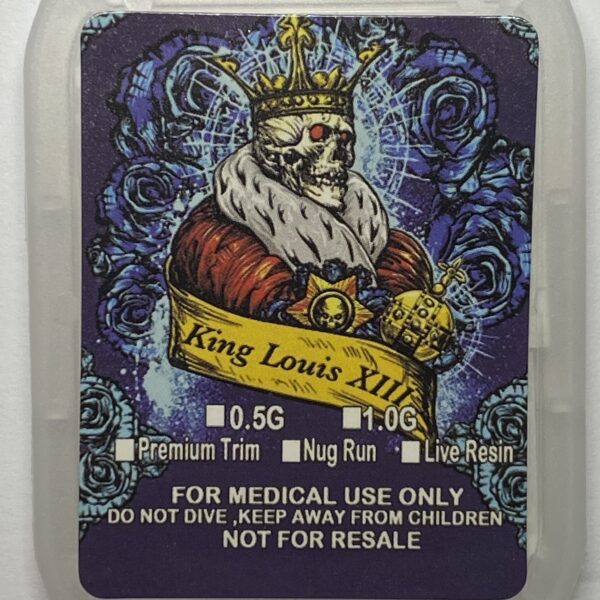 King Louis XIII
0.5G 1.0G
Premium Trim Nug Run Live Resin
FOR MEDICAL USE ONLY
DO NOT DIVE ,KEEP AWAY FROM CHILDREN
NOT FOR RESALE